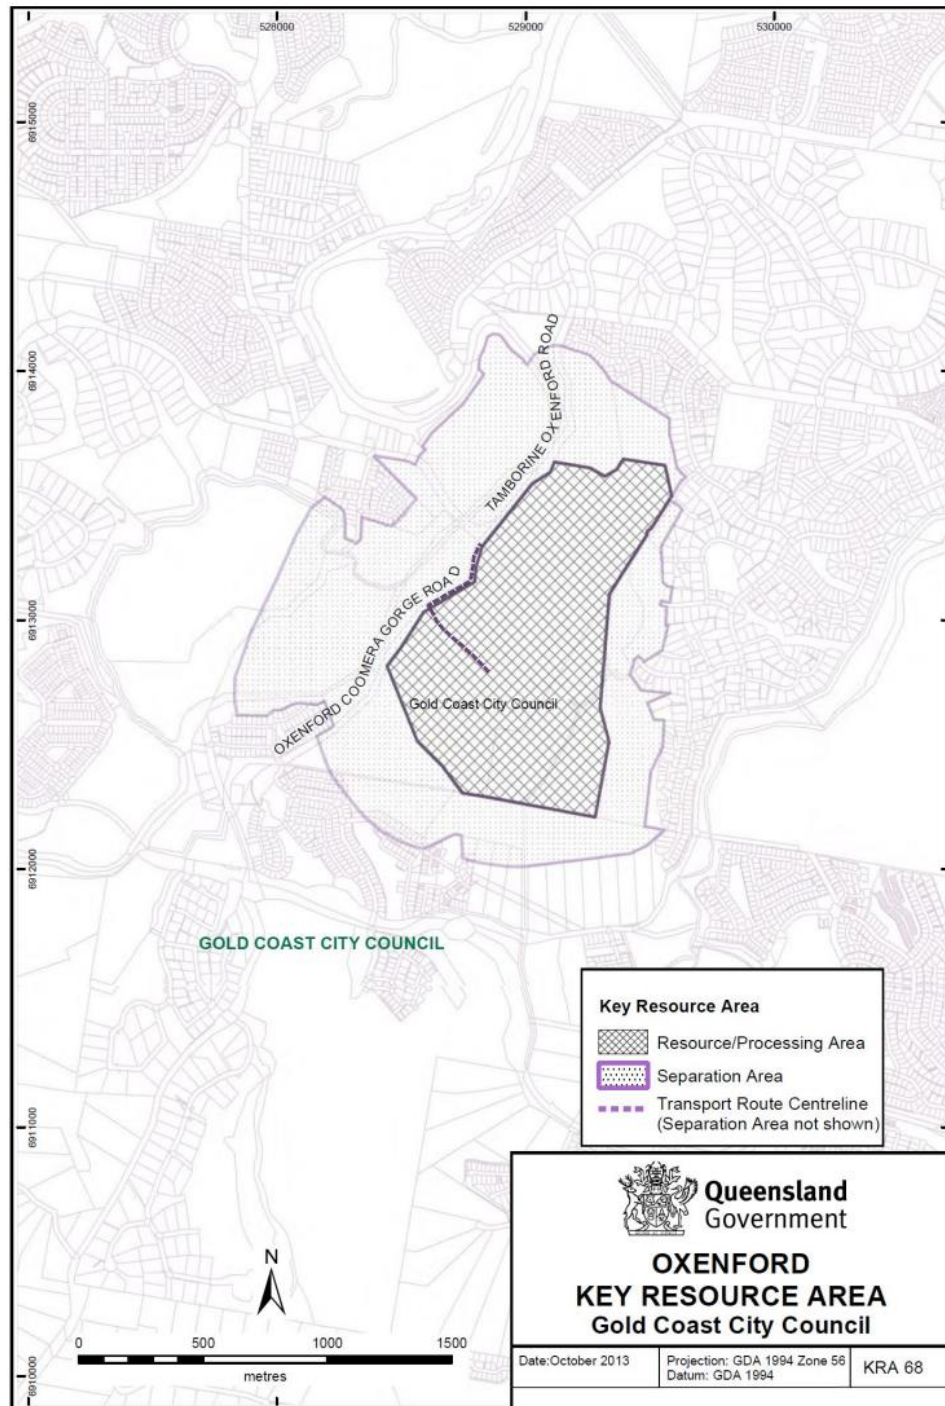 528000
529000
530000
6915000
6914000
6913000
6912000
6911000
6910000
TAMBORINE OXENFORD ROAD
OXENFORD COOMERA GORGE ROA D
Gold Coast City Council
GOLD COAST CITY COUNCIL
Key Resource Area
Resource/Processing Area
Separation Area
Transport Route Centreline
(Separation Area not shown)
N
0 500 1000 1500
metres
Queensland
Government
OXENFORD
KEY RESOURCE AREA
Gold Coast City Council
Date:October 2013
Projection: GDA 1994 Zone 56
Datum: GDA 1994
KRA 68